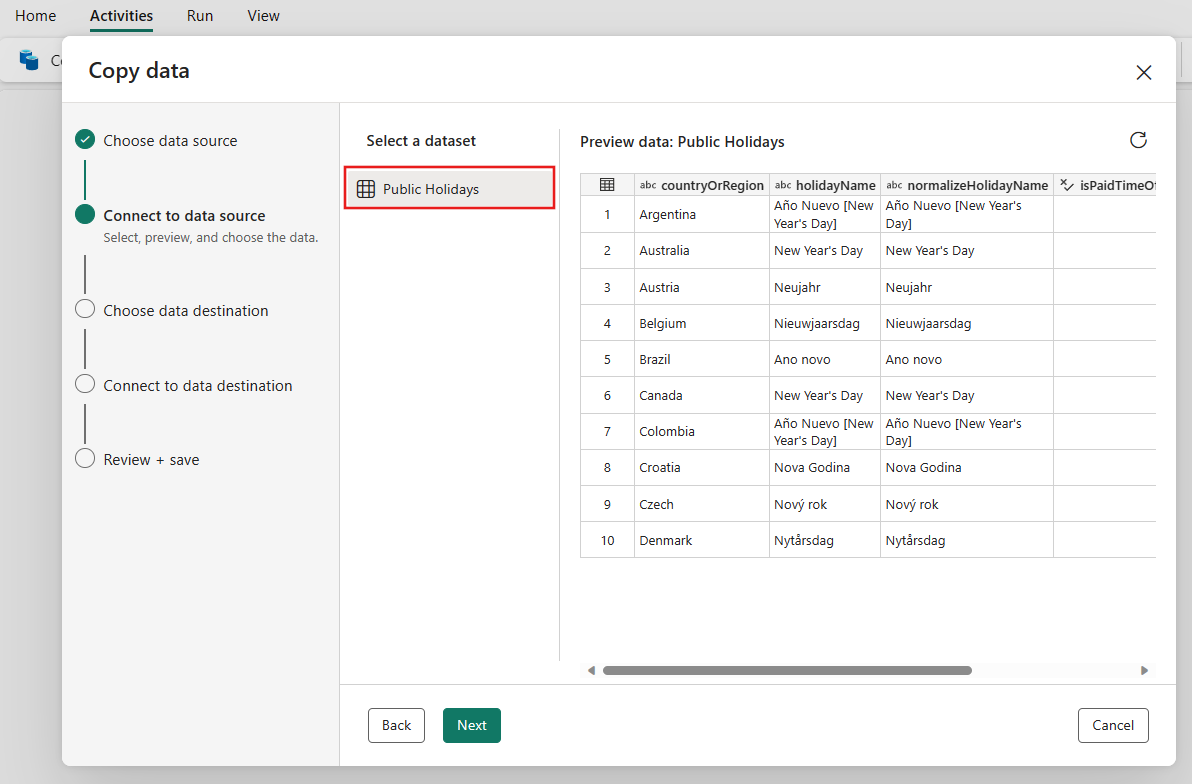 Home Activities Run View
Copy data
Choose data source
Connect to data source
Select, preview, and choose the data.
Choose data destination
Connect to data destination
Review + save
Select a dataset
Public Holidays
Preview data: Public Holidays
abc countryOrRegion abc holidayName abc normalizeHolidayName isPaidTimeOf
1 Argentina Año Nuevo [New Año Nuevo [New Year's
Year's Day] Day]
2 Australia New Year's Day New Year's Day
3 Austria Neujahr Neujahr
4 Belgium Nieuwjaarsdag Nieuwjaarsdag
5 Brazil Ano novo Ano novo
6 Canada New Year's Day New Year's Day
7 Colombia Año Nuevo [New Año Nuevo [New Year's
Year's Day] Day]
8 Croatia Nova Godina Nova Godina
9 Czech Nový rok Nový rok
10 Denmark Nytårsdag Nytårsdag
Back Next Cancel